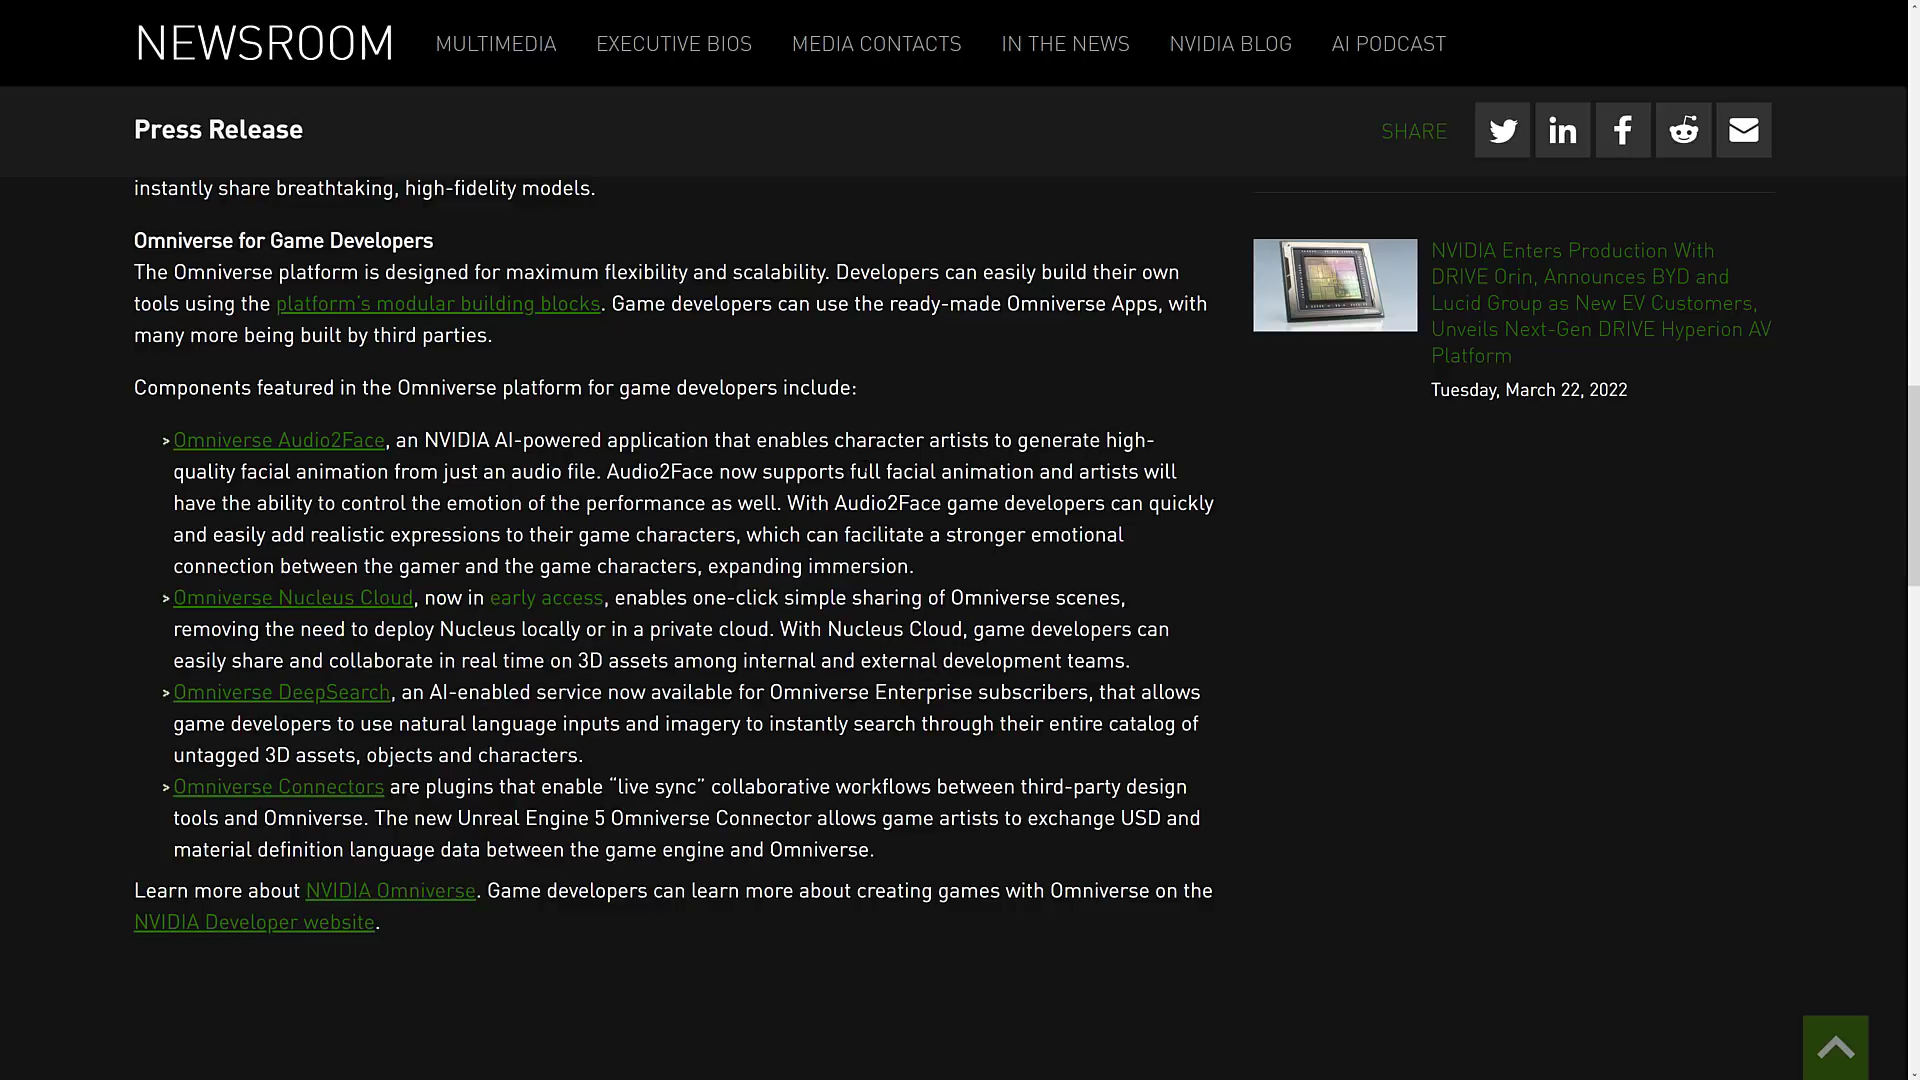 NEWSROOM MULTIMEDIA EXECUTIVE BIOS MEDIA CONTACTS IN THE NEWS NVIDIA BLOG AI PODCAST
Press Release
SHARE
instantly share breathtaking, high-fidelity models.
Omniverse for Game Developers
The Omniverse platform is designed for maximum flexibility and scalability. Developers can easily build their own
tools using the platform’s modular building blocks. Game developers can use the ready-made Omniverse Apps, with
many more being built by third parties.
Components featured in the Omniverse platform for game developers include:
> Omniverse Audio2Face, an NVIDIA AI-powered application that enables character artists to generate high-
quality facial animation from just an audio file. Audio2Face now supports full facial animation and artists will
have the ability to control the emotion of the performance as well. With Audio2Face game developers can quickly
and easily add realistic expressions to their game characters, which can facilitate a stronger emotional
connection between the gamer and the game characters, expanding immersion.
> Omniverse Nucleus Cloud, now in early access, enables one-click simple sharing of Omniverse scenes,
removing the need to deploy Nucleus locally or in a private cloud. With Nucleus Cloud, game developers can
easily share and collaborate in real time on 3D assets among internal and external development teams.
> Omniverse DeepSearch, an AI-enabled service now available for Omniverse Enterprise subscribers, that allows
game developers to use natural language inputs and imagery to instantly search through their entire catalog of
untagged 3D assets, objects and characters.
> Omniverse Connectors are plugins that enable “live sync” collaborative workflows between third-party design
tools and Omniverse. The new Unreal Engine 5 Omniverse Connector allows game artists to exchange USD and
material definition language data between the game engine and Omniverse.
Learn more about NVIDIA Omniverse. Game developers can learn more about creating games with Omniverse on the
NVIDIA Developer website.
NVIDIA Enters Production With
DRIVE Orin, Announces BYD and
Lucid Group as New EV Customers,
Unveils Next-Gen DRIVE Hyperion AV
Platform
Tuesday, March 22, 2022